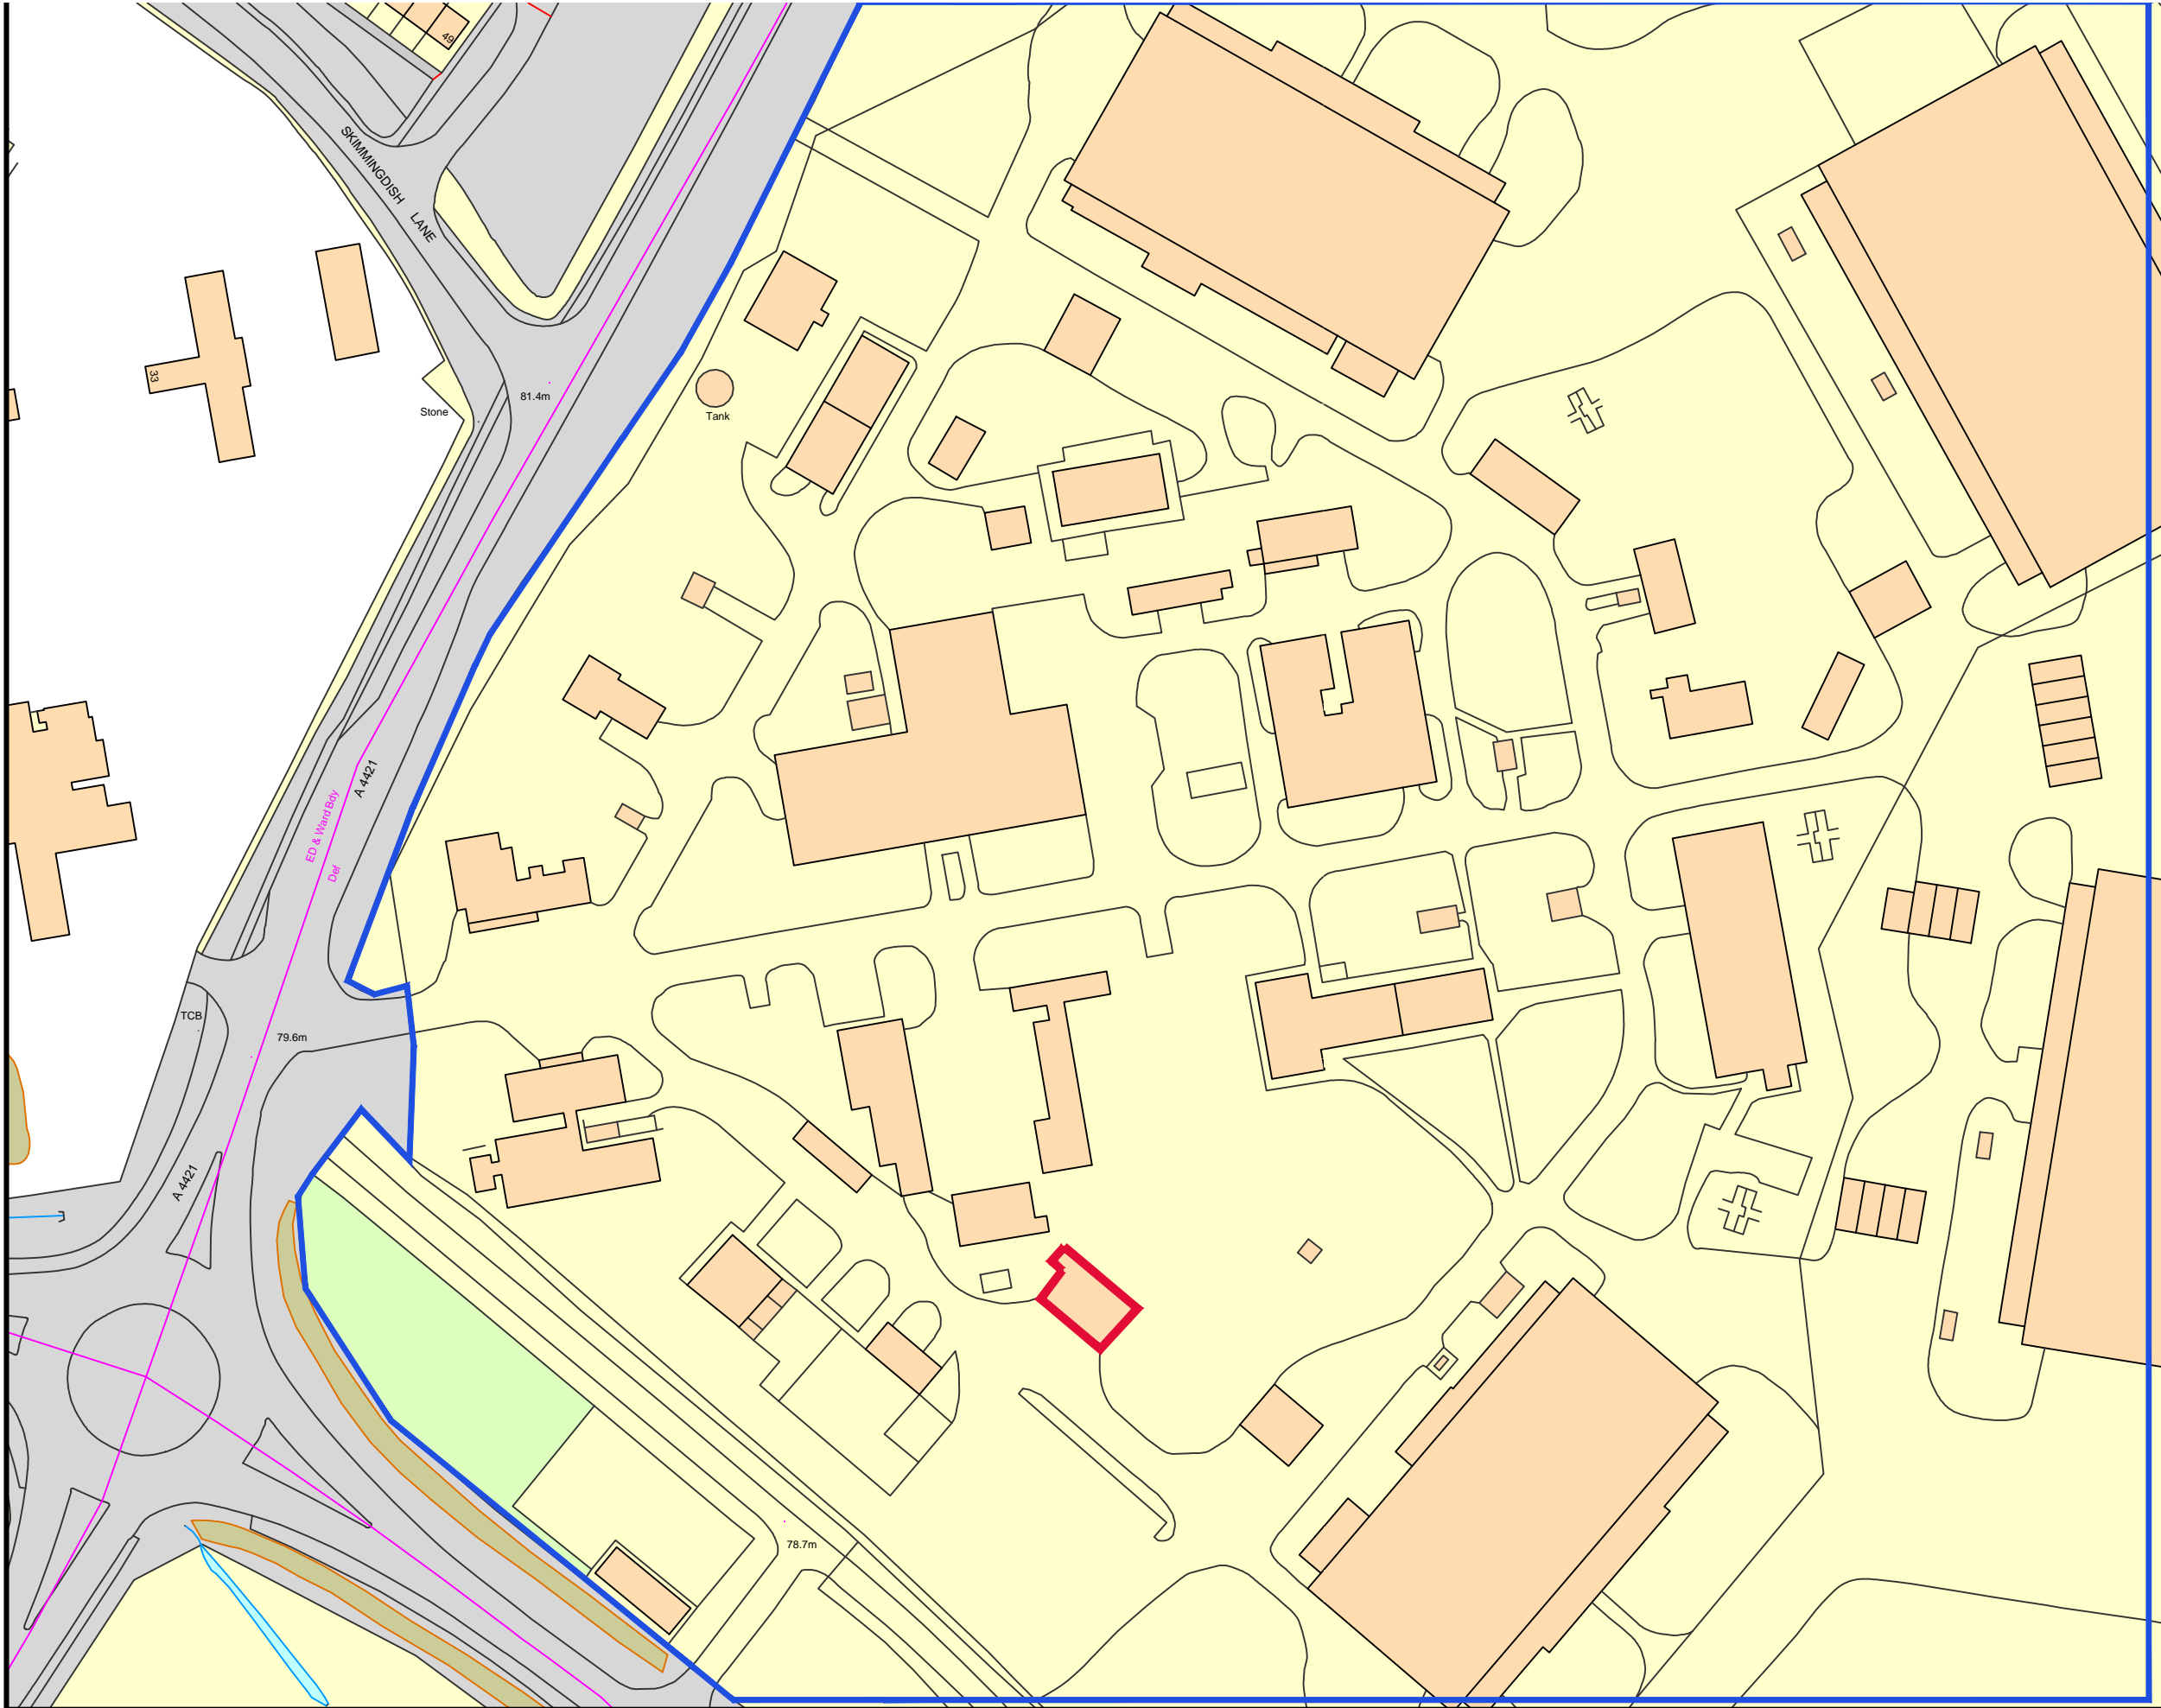 49
SKIMMINGDISH LANE
33
81.4m
Stone
Tank
A 4421
ED & Ward Bdy
Def
TCB
79.6m
A 4421
78.7m